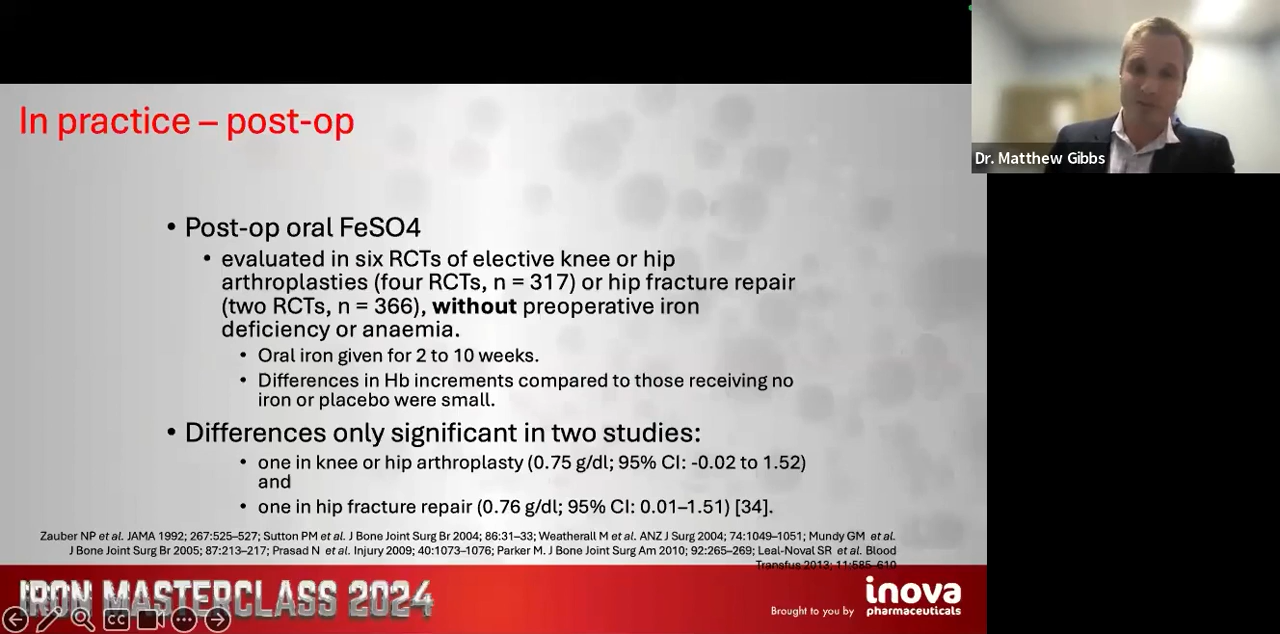 In practice – post-op
Dr. Matthew Gibbs
• Post-op oral FeSO4
• evaluated in six RCTs of elective knee or hip
arthroplasties (four RCTs, n = 317) or hip fracture repair
(two RCTs, n = 366), without preoperative iron
deficiency or anaemia.
• Oral iron given for 2 to 10 weeks.
• Differences in Hb increments compared to those receiving no
iron or placebo were small.
• Differences only significant in two studies:
• one in knee or hip arthroplasty (0.75 g/dl; 95% CI: -0.02 to 1.52)
and
• one in hip fracture repair (0.76 g/dl; 95% CI: 0.01–1.51) [34].
Zauber NP et al. JAMA 1992; 267:525–527; Sutton PM et al. J Bone Joint Surg Br 2004; 86:31–33; Weatherall M et al. ANZ J Surg 2004; 74:1049–1051; Mundy GM et al.
J Bone Joint Surg Br 2005; 87:213–217; Prasad N et al. Injury 2009; 40:1073–1076; Parker M. J Bone Joint Surg Am 2010; 92:265–269; Leal-Noval SR et al. Blood
Transfus 2013; 11:585–610
IRON MASTERCLASS 2024
Brought to you by
inova
pharmaceuticals
CC